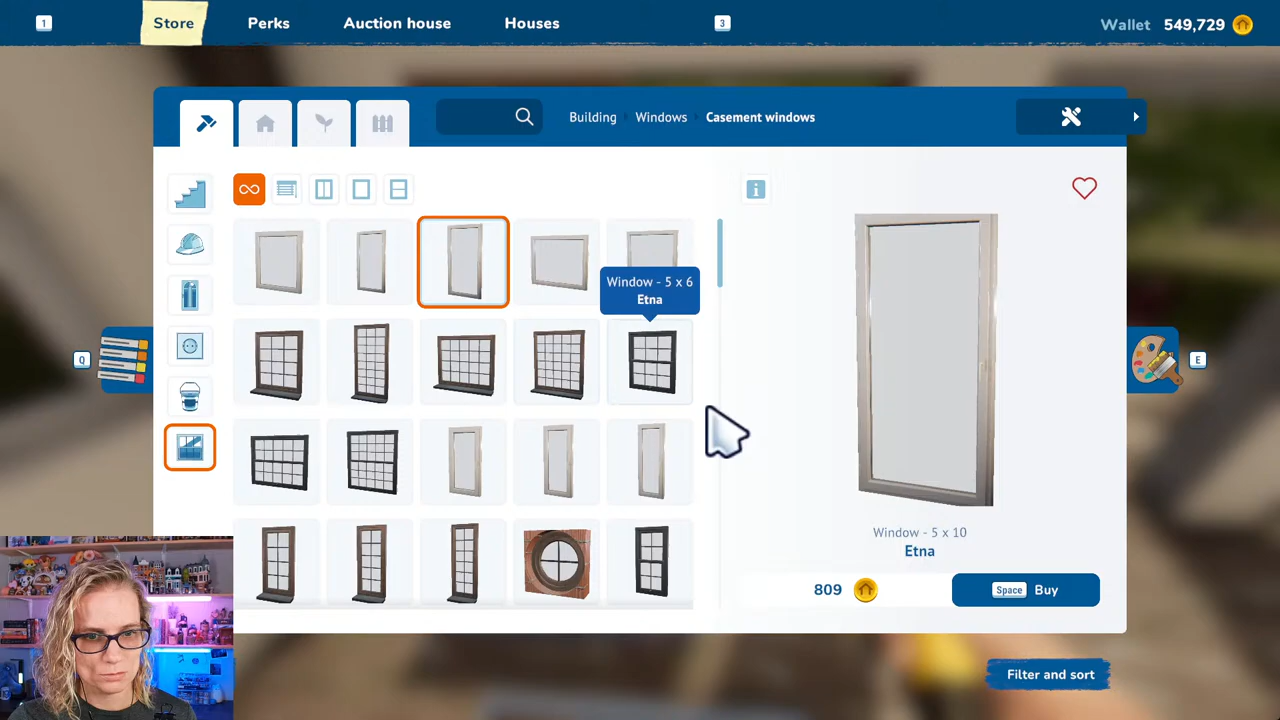 1
Store
Perks
Auction house
Houses
3
Wallet 549,729
Building
Windows
Casement windows
i
Window - 5 x 6
Etna
Q
E
Window - 5 x 10
Etna
809
Space Buy
Filter and sort